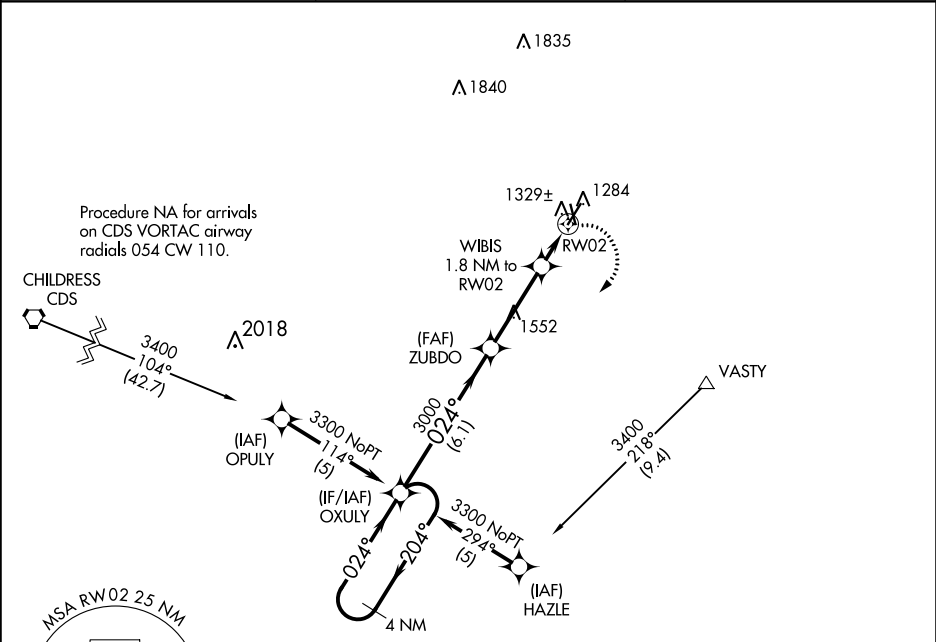 1835
1840
1329±
1284
Procedure NA for arrivals
on CDS VORTAC airway
radials 054 CW 110.
WIBIS
1.8 NM to
RW02
RW02
CHILDRESS
CDS
2018
1552
(FAF)
ZUBDO
3400
104°
(42.7)
VASTY
3000
024°
(6.1)
3400
218°
(9.4)
(IAF)
OPULY
3300 NoPT
114°
(5)
(IF/IAF)
OXULY
3300 NoPT
294°
(5)
024°
204°
(IAF)
HAZLE
4 NM
MSA RW02 25 NM